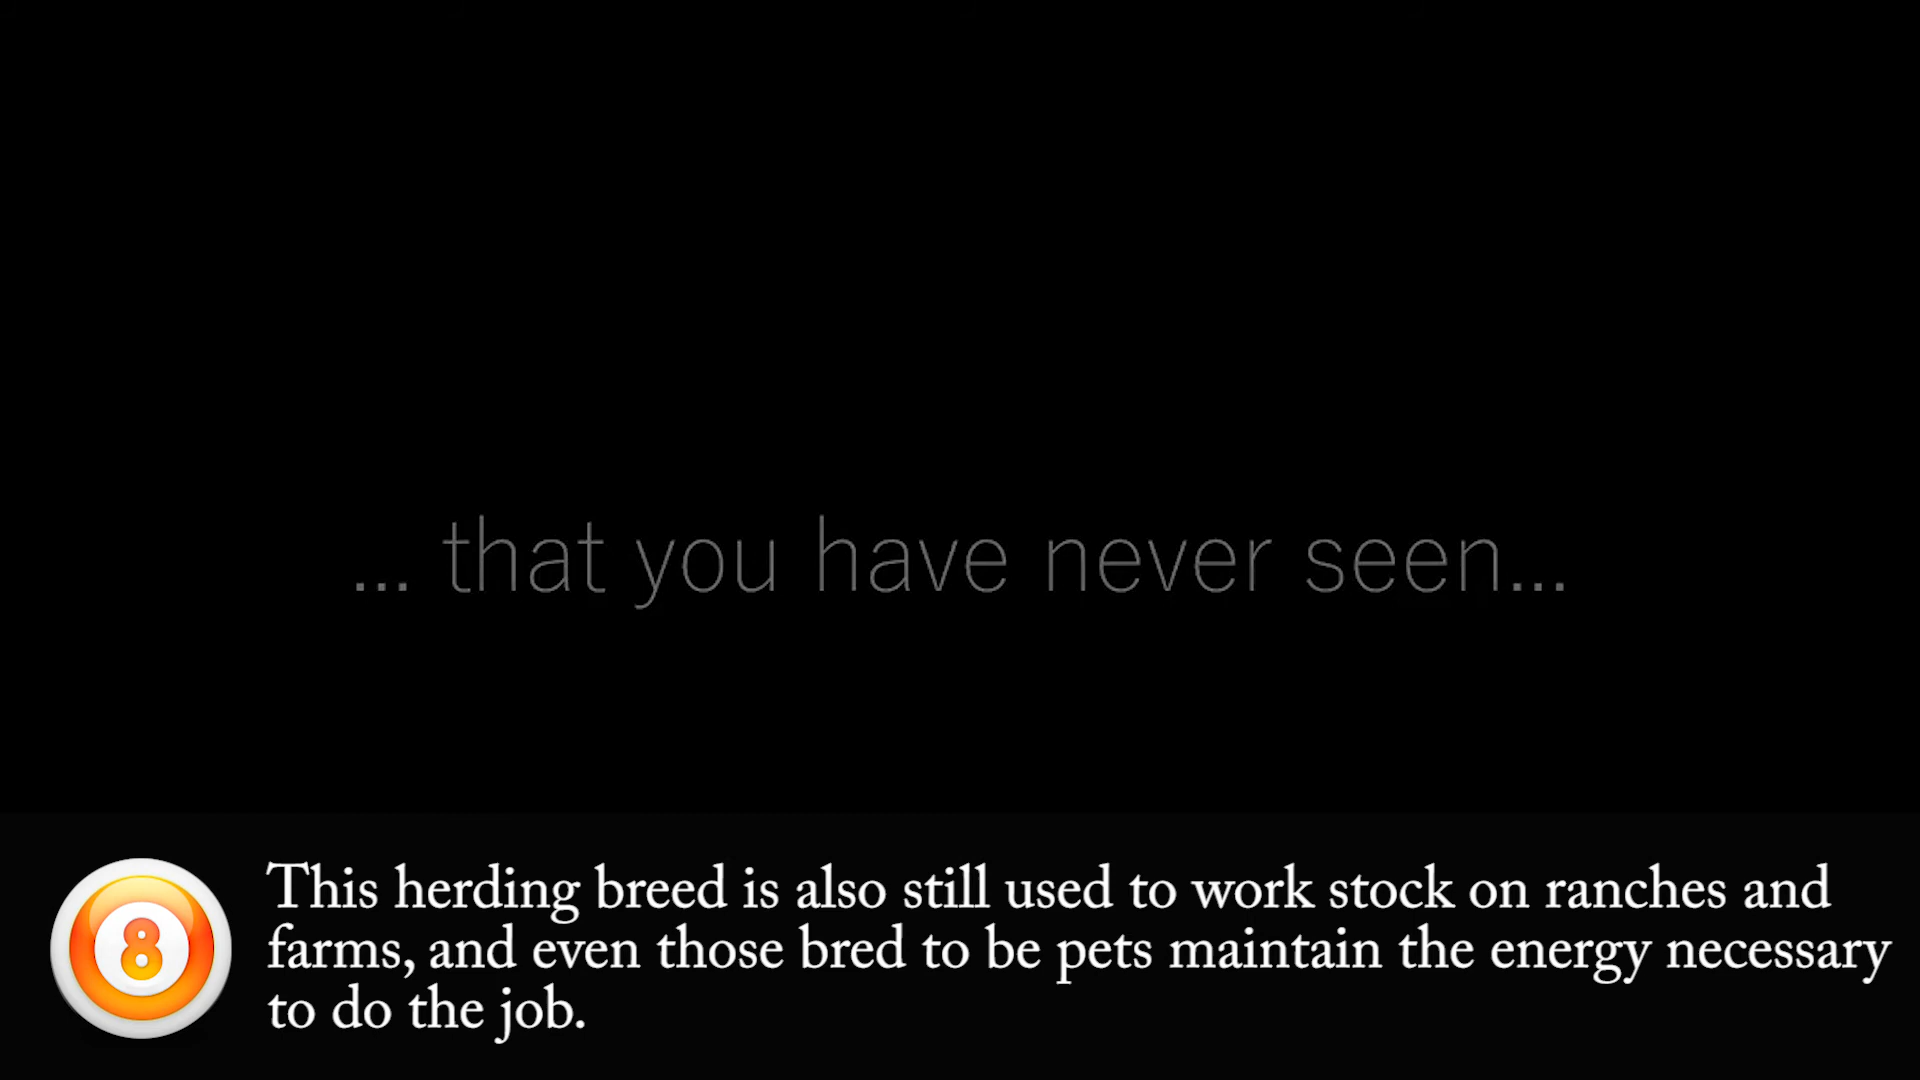 ... that you have never seen...
8
This herding breed is also still used to work stock on ranches and
farms, and even those bred to be pets maintain the energy necessary
to do the job.